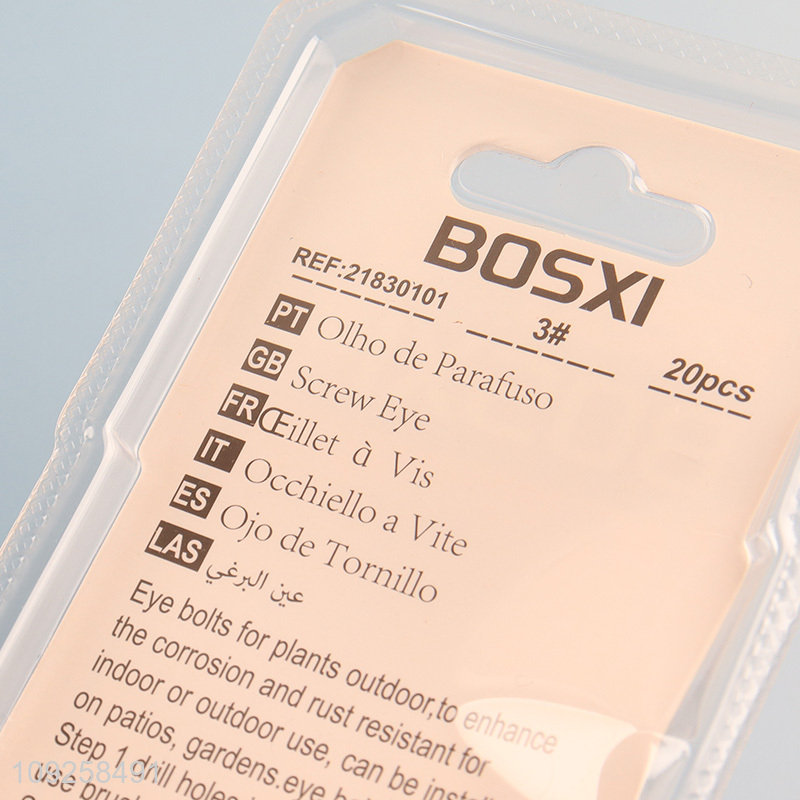 BOSXI
REF:21830101 3# 20pcs
PT Olho de Parafuso
GB Screw Eye
FR Œillet à Vis
IT Occhiello a Vite
ES Ojo de Tornillo
LAS عين البرغي
Eye bolts for plants outdoor,to enhance
the corrosion and rust resistant for
indoor or outdoor use, can be
on patios, gardens.eye
Step 1 drill holes
use
109258491